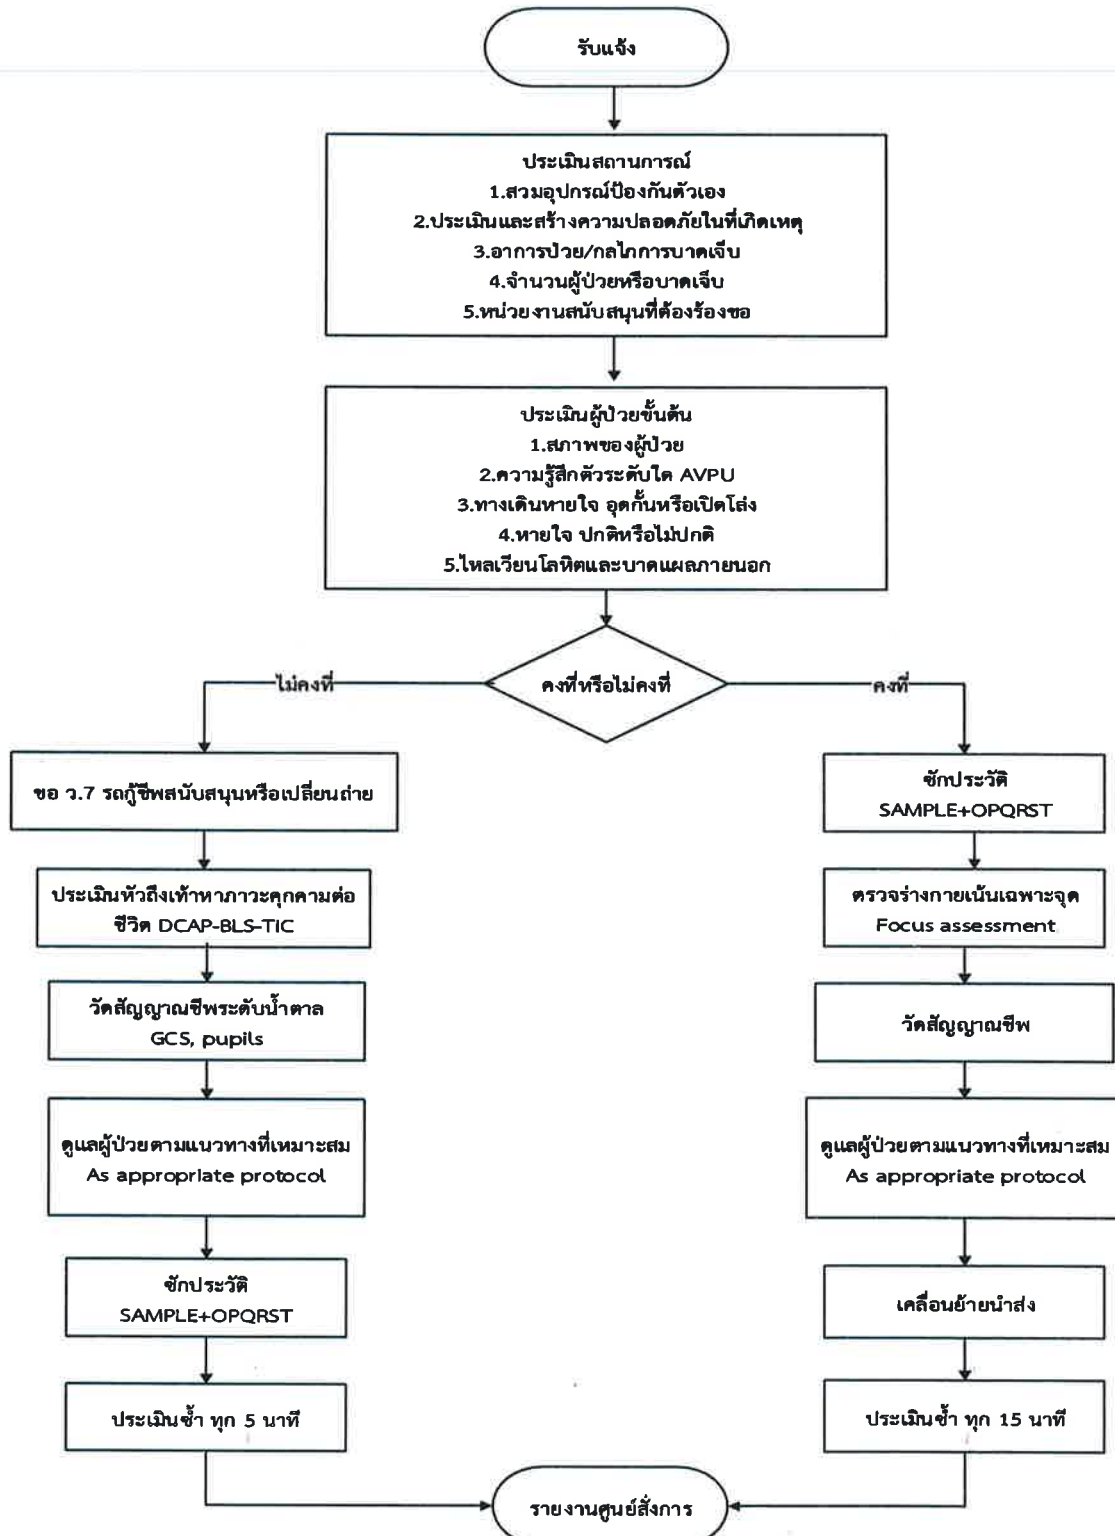 รับแจ้ง
ประเมินสถานการณ์
1.สวมอุปกรณ์ป้องกันตัวเอง
2.ประเมินและสร้างความปลอดภัยในที่เกิดเหตุ
3.อาการป่วย/กลไกการบาดเจ็บ
4.จำนวนผู้ป่วยหรือบาดเจ็บ
5.หน่วยงานสนับสนุนที่ต้องร้องขอ
ประเมินผู้ป่วยขั้นต้น
1.สภาพของผู้ป่วย
2.ความรู้สึกตัวระดับใด AVPU
3.ทางเดินหายใจ อุดกั้นหรือเปิดโล่ง
4.หายใจ ปกติหรือไม่ปกติ
5.ไหลเวียนโลหิตและบาดแผลภายนอก
คงที่หรือไม่คงที่
ไม่คงที่
คงที่
ขอ ว.7 รถกู้ชีพสนับสนุนหรือเปลี่ยนถ่าย
ประเมินหัวถึงเท้าหาภาวะคุกคามต่อ
ชีวิต DCAP-BLS-TIC
วัดสัญญาณชีพระดับน้ำตาล
GCS, pupils
ดูแลผู้ป่วยตามแนวทางที่เหมาะสม
As appropriate protocol
ซักประวัติ
SAMPLE+OPQRST
ประเมินซ้ำ ทุก 5 นาที
ซักประวัติ
SAMPLE+OPQRST
ตรวจร่างกายเน้นเฉพาะจุด
Focus assessment
วัดสัญญาณชีพ
ดูแลผู้ป่วยตามแนวทางที่เหมาะสม
As appropriate protocol
เคลื่อนย้ายนำส่ง
ประเมินซ้ำ ทุก 15 นาที
รายงานศูนย์สั่งการ